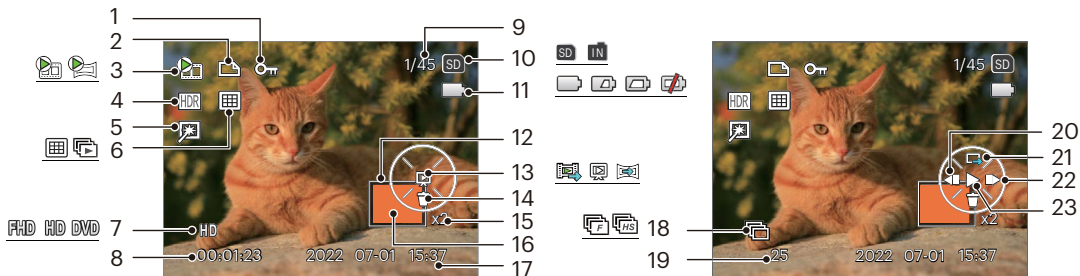 1
2
3
4
5
6
7
8
9
10
11
12
13
14
15
16
17
18
19
20
21
22
23
1/45 SD
HDR
HD
x2
00:01:23 2022 07-01 15:37
FHD HD DVD
SD IN
F HS
1/45 SD
HDR
x2
25 2022 07-01 15:37